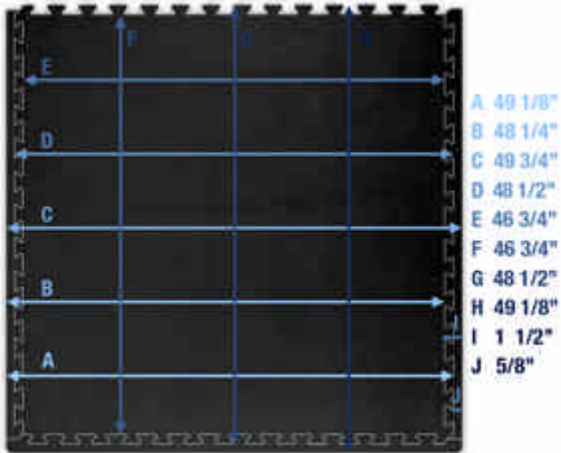 F G H
E
D
C
B
A
I
J
A 49 1/8"
B 48 1/4"
C 49 3/4"
D 48 1/2"
E 46 3/4"
F 46 3/4"
G 48 1/2"
H 49 1/8"
I 1 1/2"
J 5/8"